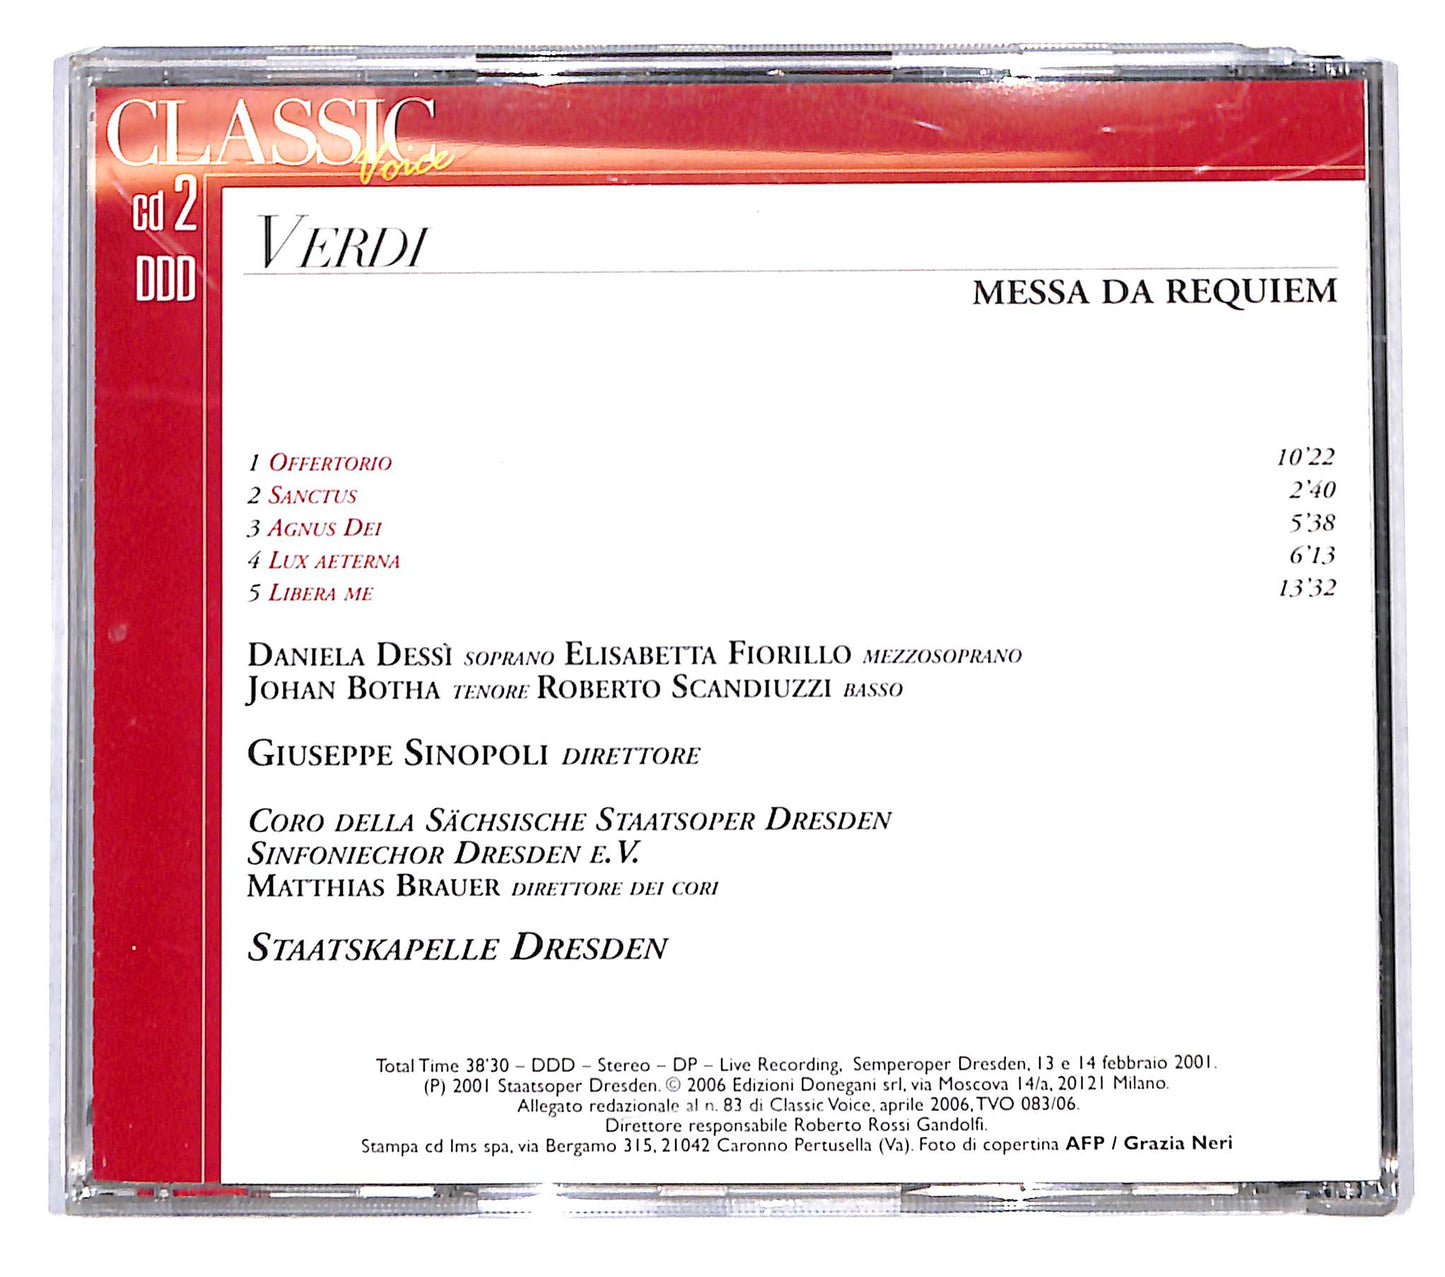 CLASSIC
Voice
cd 2
DDD
VERDI
MESSA DA REQUIEM
1 OFFERTORIO 10'22
2 SANCTUS 2'40
3 AGNUS DEI 5'38
4 LUX AETERNA 6'13
5 LIBERA ME 13'32
DANIELA DESSÌ SOPRANO ELISABETTA FIORILLO MEZZOSOPRANO
JOHAN BOTHA TENORE ROBERTO SCANDIUZZI BASSO
GIUSEPPE SINOPOLI DIRETTORE
CORO DELLA SÄCHSISCHE STAATSOPER DRESDEN
SINFONIECHOR DRESDEN E.V.
MATTHIAS BRAUER DIRETTORE DEI CORI
STAATSKAPELLE DRESDEN
Total Time 38'30 – DDD – Stereo – DP – Live Recording, Semperoper Dresden, 13 e 14 febbraio 2001.
(P) 2001 Staatsoper Dresden. © 2006 Edizioni Donegani srl, via Moscova 14/a, 20121 Milano.
Allegato redazionale al n. 83 di Classic Voice, aprile 2006, TVO 083/06.
Direttore responsabile Roberto Rossi Gandolfi.
Stampa cd Ims spa, via Bergamo 315, 21042 Caronno Pertusella (Va). Foto di copertina AFP / Grazia Neri